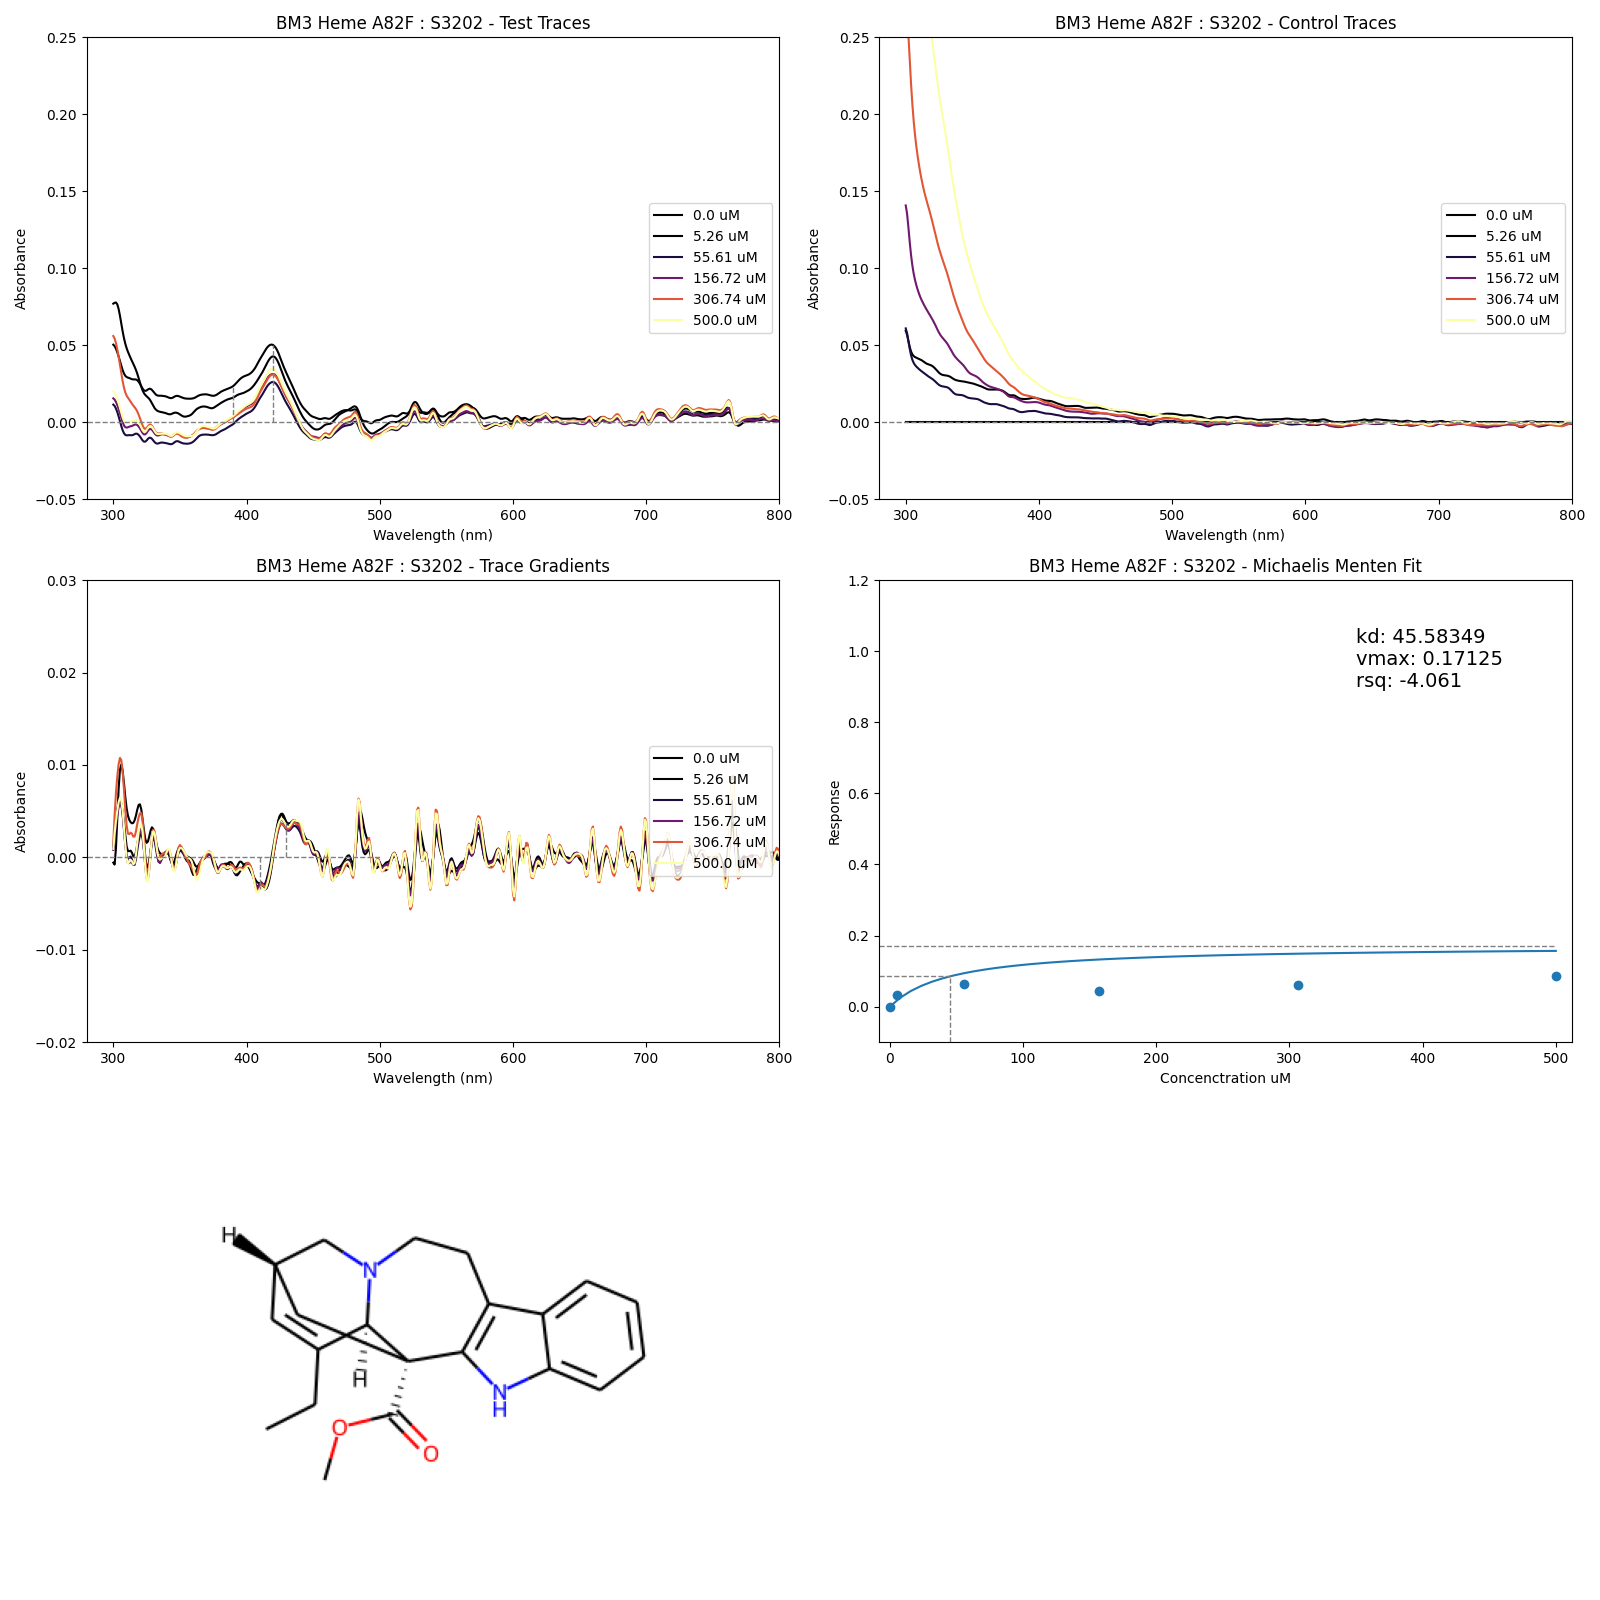 BM3 Heme A82F : S3202 - Test Traces
0.25
0.20
0.15
0.10
0.05
0.00
−0.05
Absorbance
300 400 500 600 700 800
Wavelength (nm)
0.0 uM
5.26 uM
55.61 uM
156.72 uM
306.74 uM
500.0 uM
BM3 Heme A82F : S3202 - Control Traces
0.25
0.20
0.15
0.10
0.05
0.00
−0.05
Absorbance
300 400 500 600 700 800
Wavelength (nm)
0.0 uM
5.26 uM
55.61 uM
156.72 uM
306.74 uM
500.0 uM
BM3 Heme A82F : S3202 - Trace Gradients
0.03
0.02
0.01
0.00
−0.01
−0.02
Absorbance
300 400 500 600 700 800
Wavelength (nm)
0.0 uM
5.26 uM
55.61 uM
156.72 uM
306.74 uM
500.0 uM
BM3 Heme A82F : S3202 - Michaelis Menten Fit
1.2
1.0
0.8
0.6
0.4
0.2
0.0
Response
kd: 45.58349
vmax: 0.17125
rsq: -4.061
0 100 200 300 400 500
Concenctration uM
H
N
H
N
H
O
O